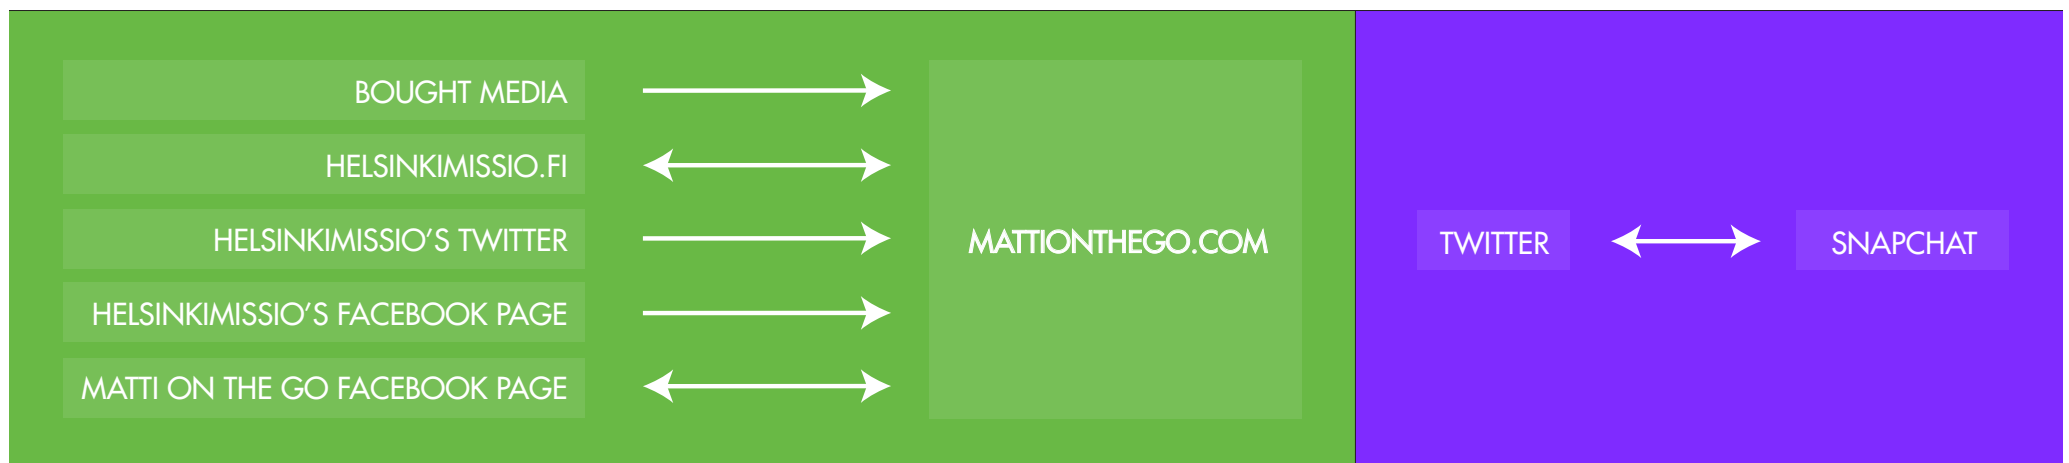 BOUGHT MEDIA
HELSINKIMISSIO.FI
HELSINKIMISSIO’S TWITTER
HELSINKIMISSIO’S FACEBOOK PAGE
MATTI ON THE GO FACEBOOK PAGE
MATTIONTHEGO.COM
TWITTER
SNAPCHAT